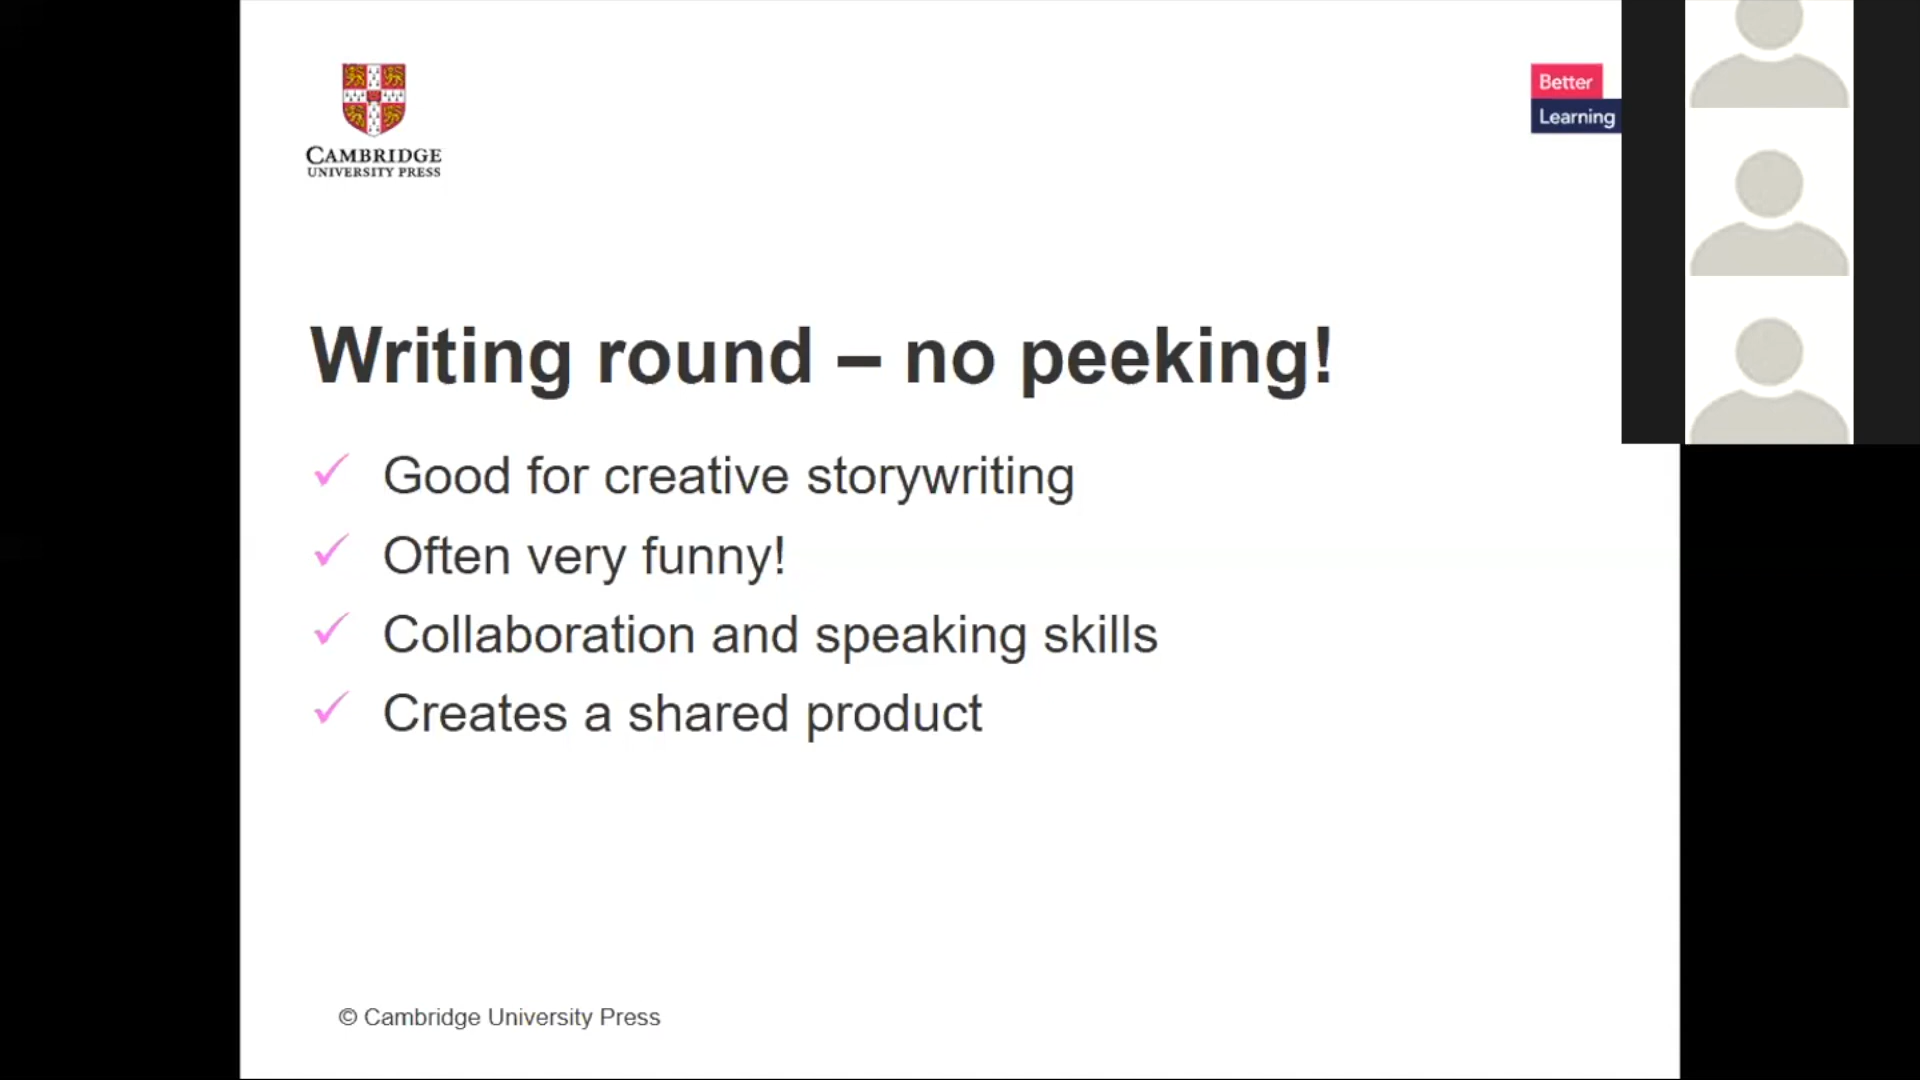 CAMBRIDGE
UNIVERSITY PRESS
Better
Learning
Writing round – no peeking!
✓ Good for creative storywriting
✓ Often very funny!
✓ Collaboration and speaking skills
✓ Creates a shared product
© Cambridge University Press